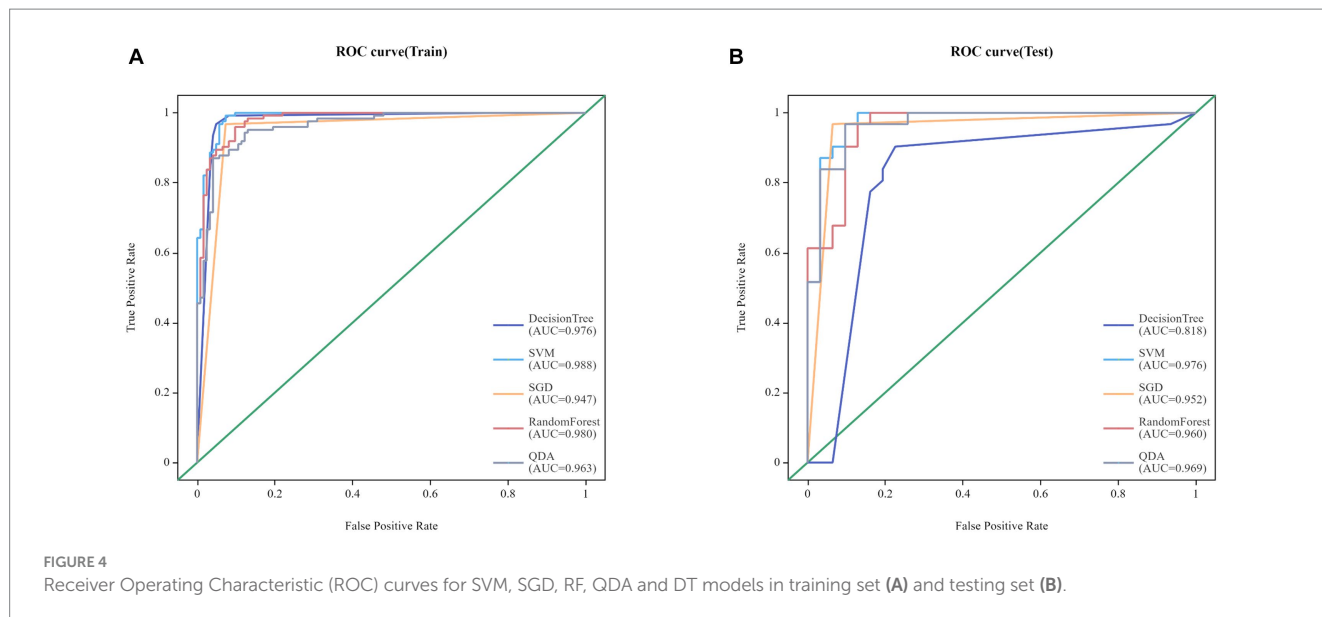 A
ROC curve(Train)
1
0.8
0.6
0.4
0.2
0
True Positive Rate
0
0.2
0.4
0.6
0.8
1
False Positive Rate
DecisionTree
(AUC=0.976)
SVM
(AUC=0.988)
SGD
(AUC=0.947)
RandomForest
(AUC=0.980)
QDA
(AUC=0.963)
B
ROC curve(Test)
1
0.8
0.6
0.4
0.2
0
True Positive Rate
0
0.2
0.4
0.6
0.8
1
False Positive Rate
DecisionTree
(AUC=0.818)
SVM
(AUC=0.976)
SGD
(AUC=0.952)
RandomForest
(AUC=0.960)
QDA
(AUC=0.969)
FIGURE 4
Receiver Operating Characteristic (ROC) curves for SVM, SGD, RF, QDA and DT models in training set (A) and testing set (B).